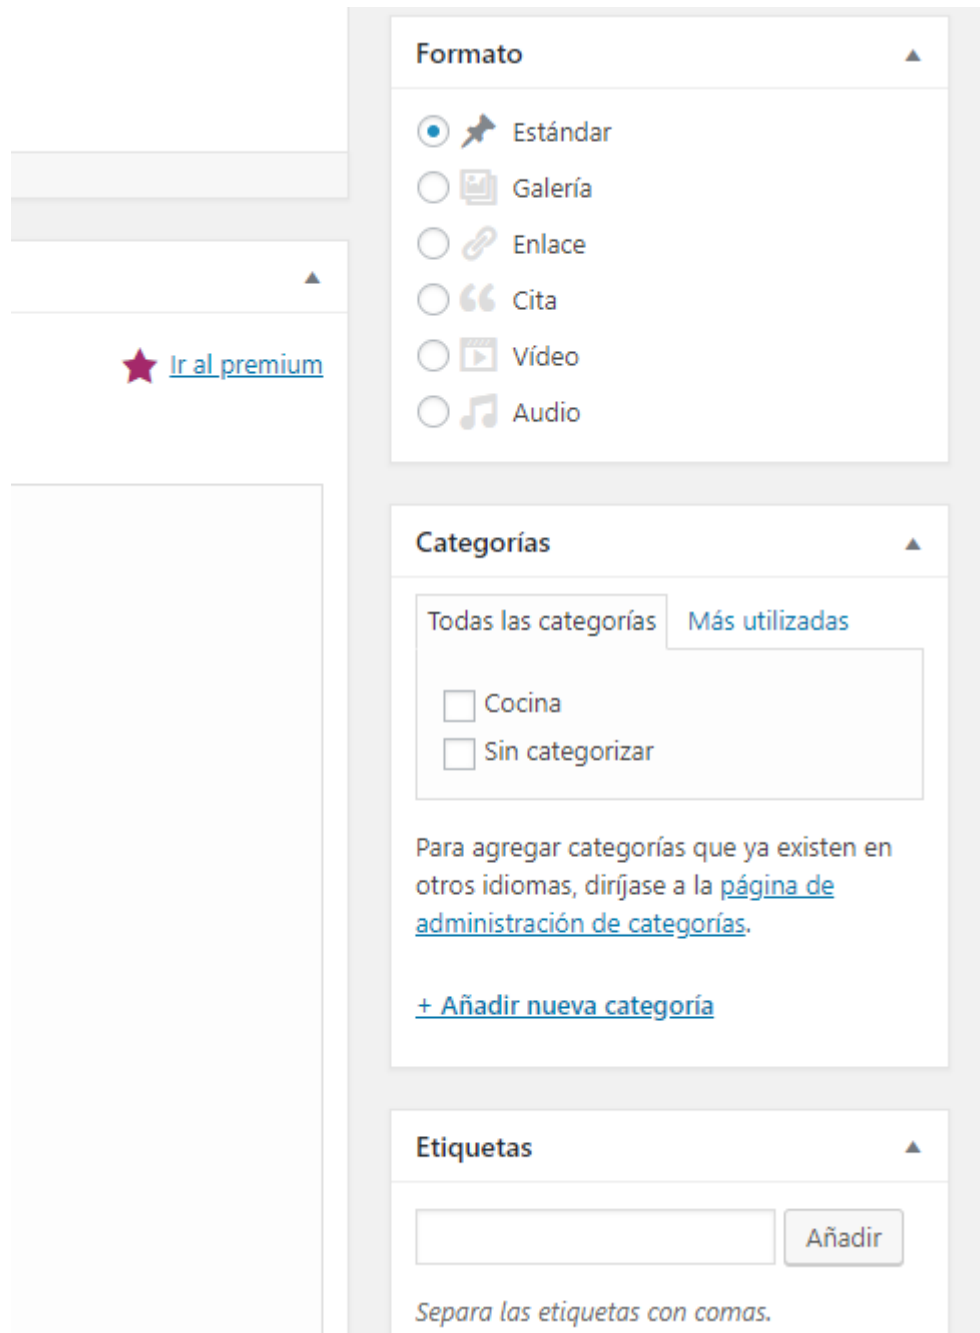 Formato
Estándar
Galería
Enlace
Cita
Vídeo
Audio
Ir al premium
Categorías
Todas las categorías Más utilizadas
Cocina
Sin categorizar
Para agregar categorías que ya existen en
otros idiomas, diríjase a la página de
administración de categorías.
+ Añadir nueva categoría
Etiquetas
Añadir
Separa las etiquetas con comas.